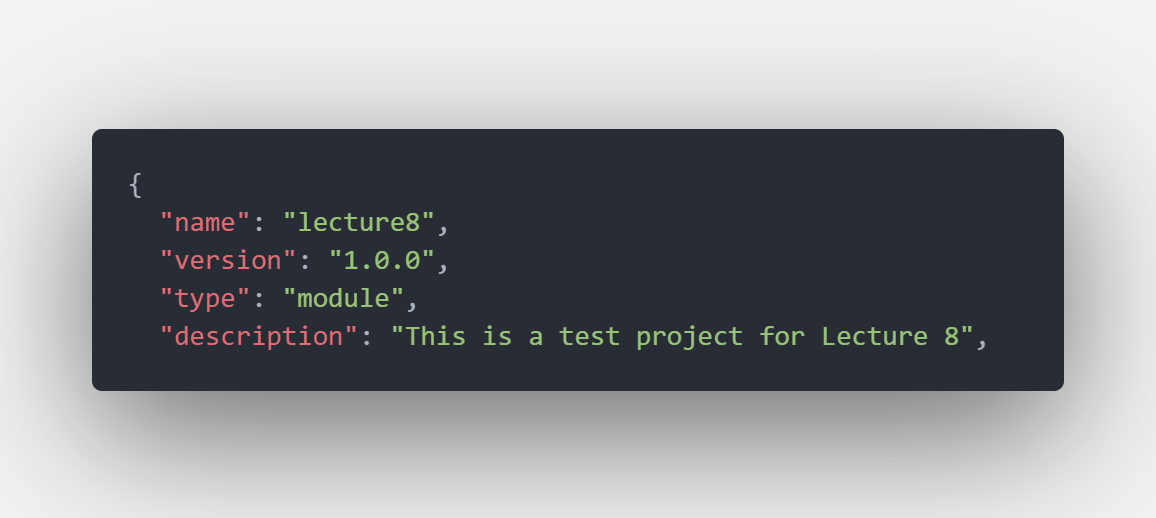 {
"name": "lecture8",
"version": "1.0.0",
"type": "module",
"description": "This is a test project for Lecture 8",